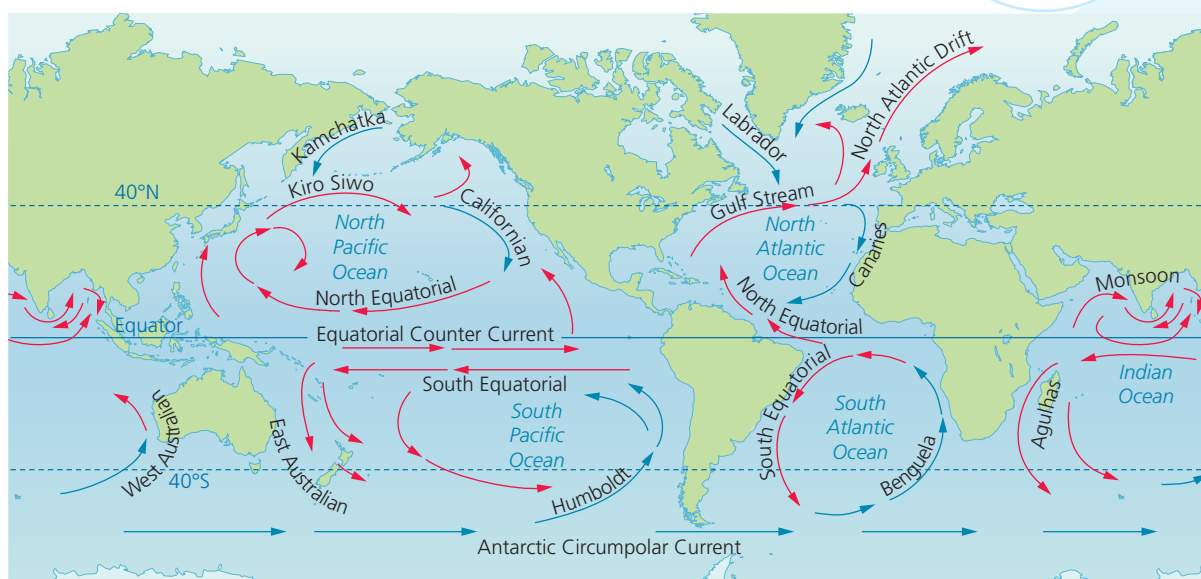 North Atlantic Drift
Labrador
Kamchatka
40°N
Kiro Siwo
Gulf Stream
Californian
North
Pacific
Ocean
North
Atlantic
Ocean
Canaries
Monsoon
North Equatorial
North Equatorial
Equator
Equatorial Counter Current
South Equatorial
South Equatorial
Indian
Ocean
West Australian
East Australian
South
Pacific
Ocean
South
Atlantic
Ocean
Agulhas
Benguela
Humboldt
40°S
Antarctic Circumpolar Current